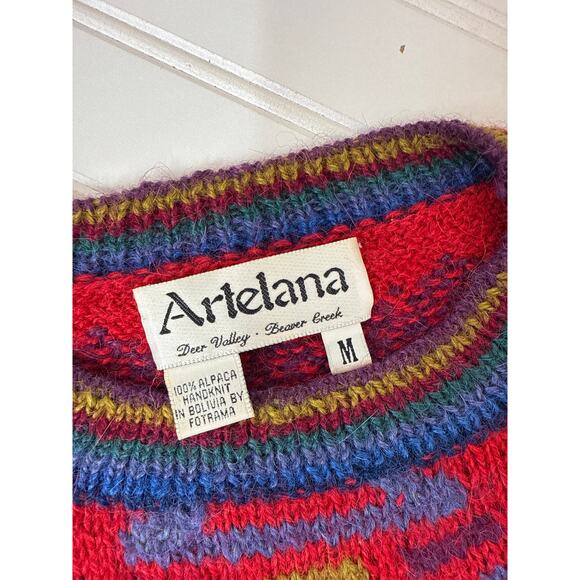 Artelana
Deer Valley . Beaver Creek
M
100% ALPACA
HANDKNIT
IN BOLIVIA BY
FOTRAMA